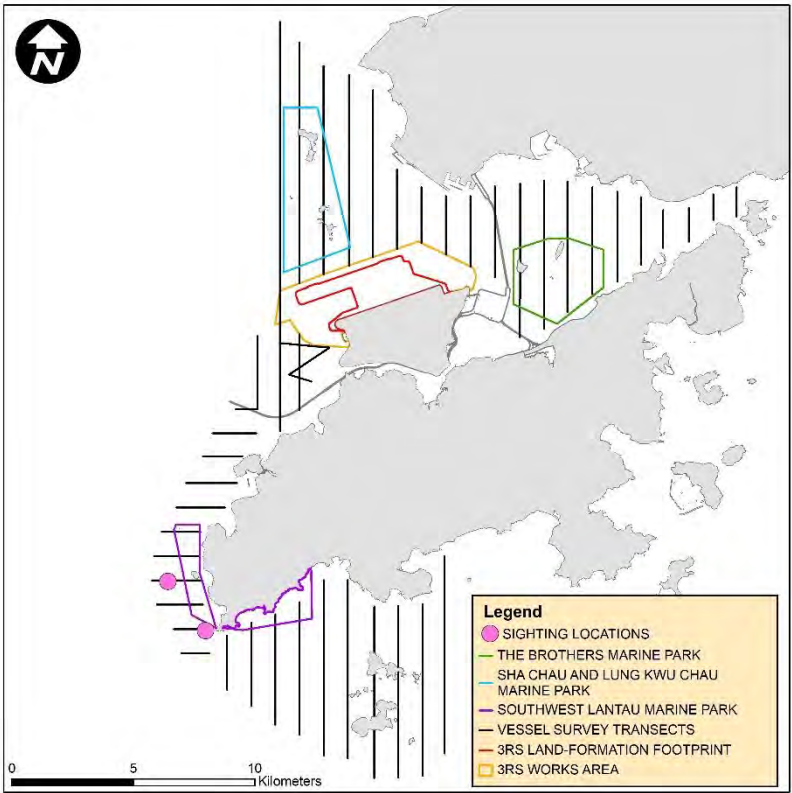 N
Legend
SIGHTING LOCATIONS
THE BROTHERS MARINE PARK
SHA CHAU AND LUNG KWU CHAU
MARINE PARK
SOUTHWEST LANTAU MARINE PARK
VESSEL SURVEY TRANSECTS
3RS LAND-FORMATION FOOTPRINT
3RS WORKS AREA
0 5 10
Kilometers